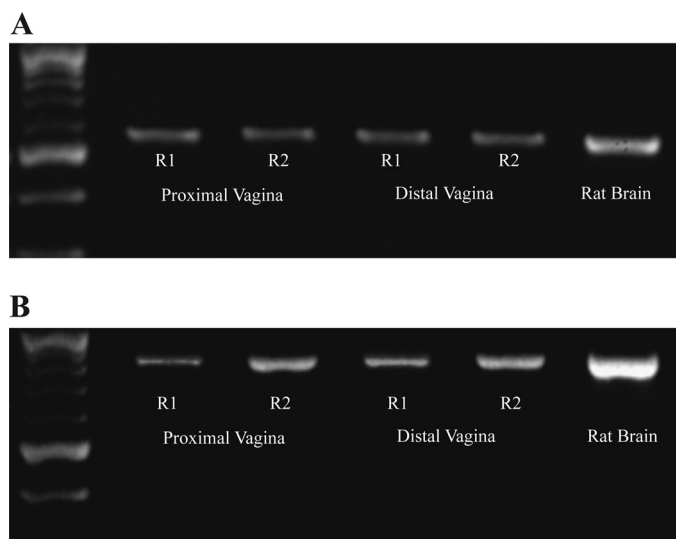 A
R1 R2 R1 R2
Proximal Vagina Distal Vagina Rat Brain
B
R1 R2 R1 R2
Proximal Vagina Distal Vagina Rat Brain